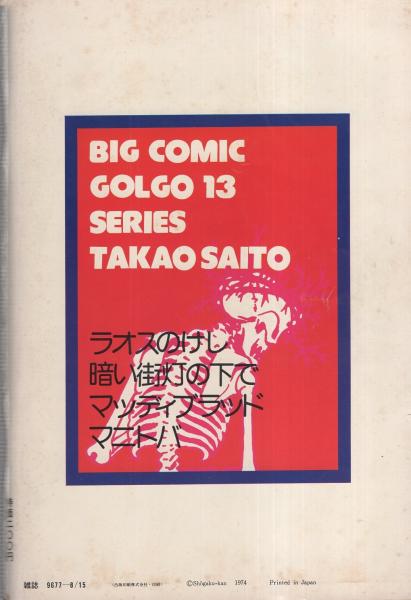 BIG COMIC
GOLGO 13
SERIES
TAKAO SAITO
ラオスのけし
暗い街灯の下で
マッディブラッド
マニトバ
雑誌 9677—8/15
©Shōgaku-kan 1974
Printed in Japan